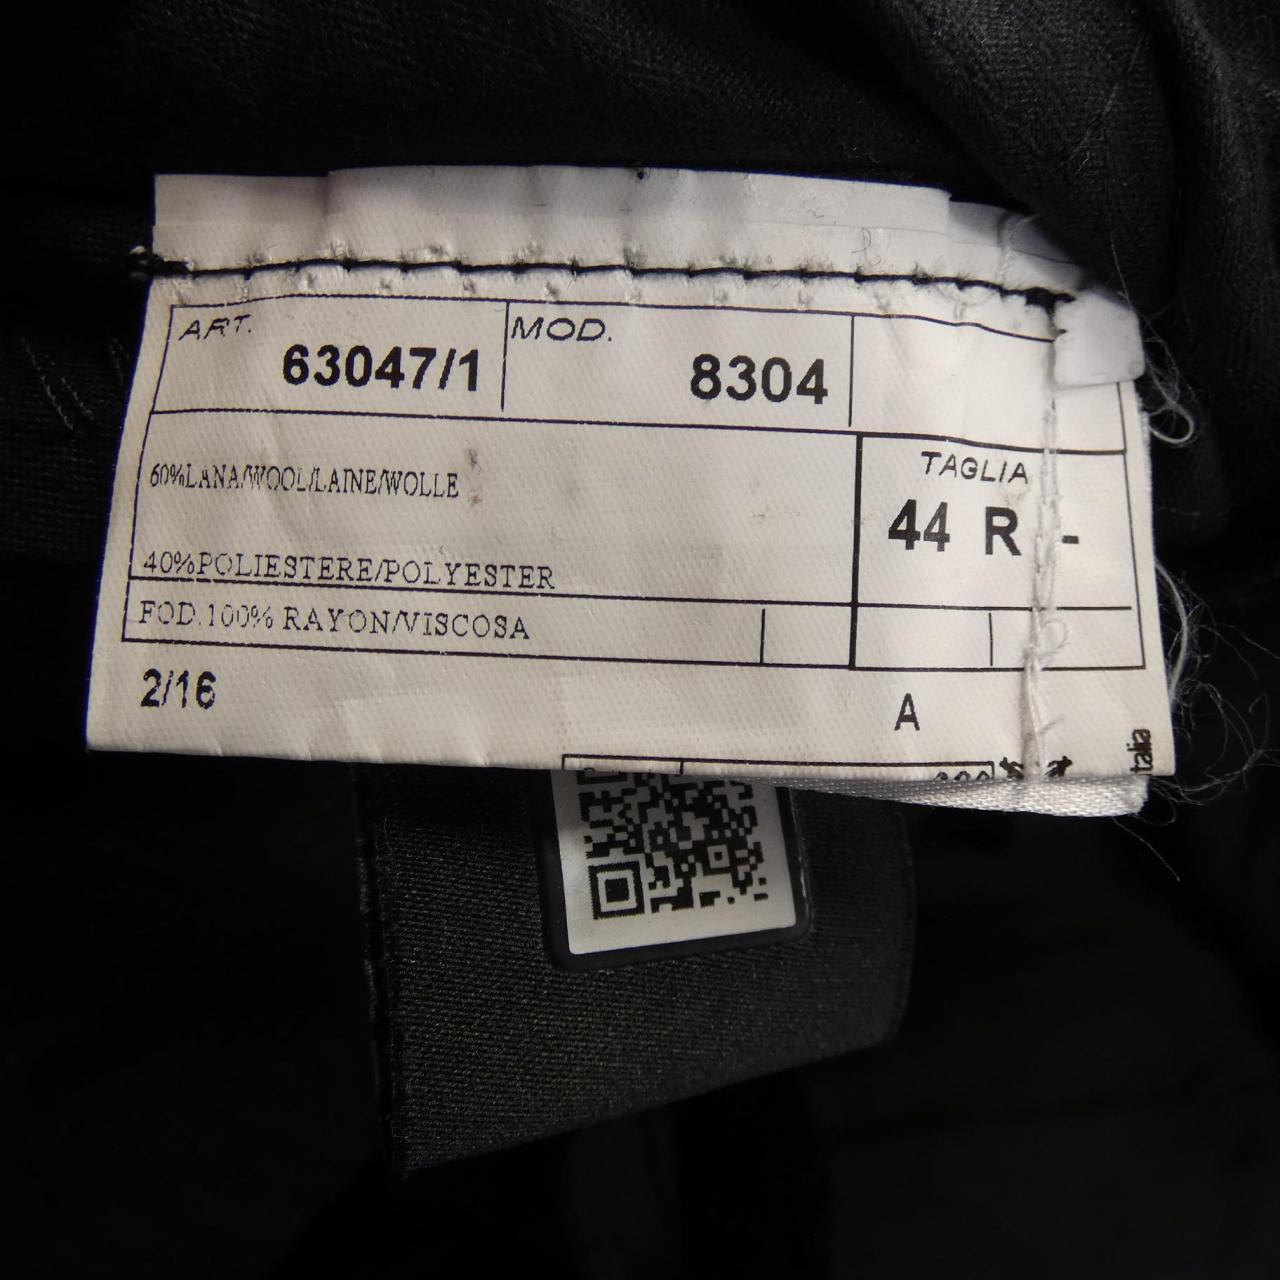 ART. 63047/1 MOD. 8304
60%LANA/WOOL/LAINE/WOLLE
TAGLIA
44 R -
40%POLIESTERE/POLYESTER
FOD.100% RAYON/VISCOSA
2/16
A
talia